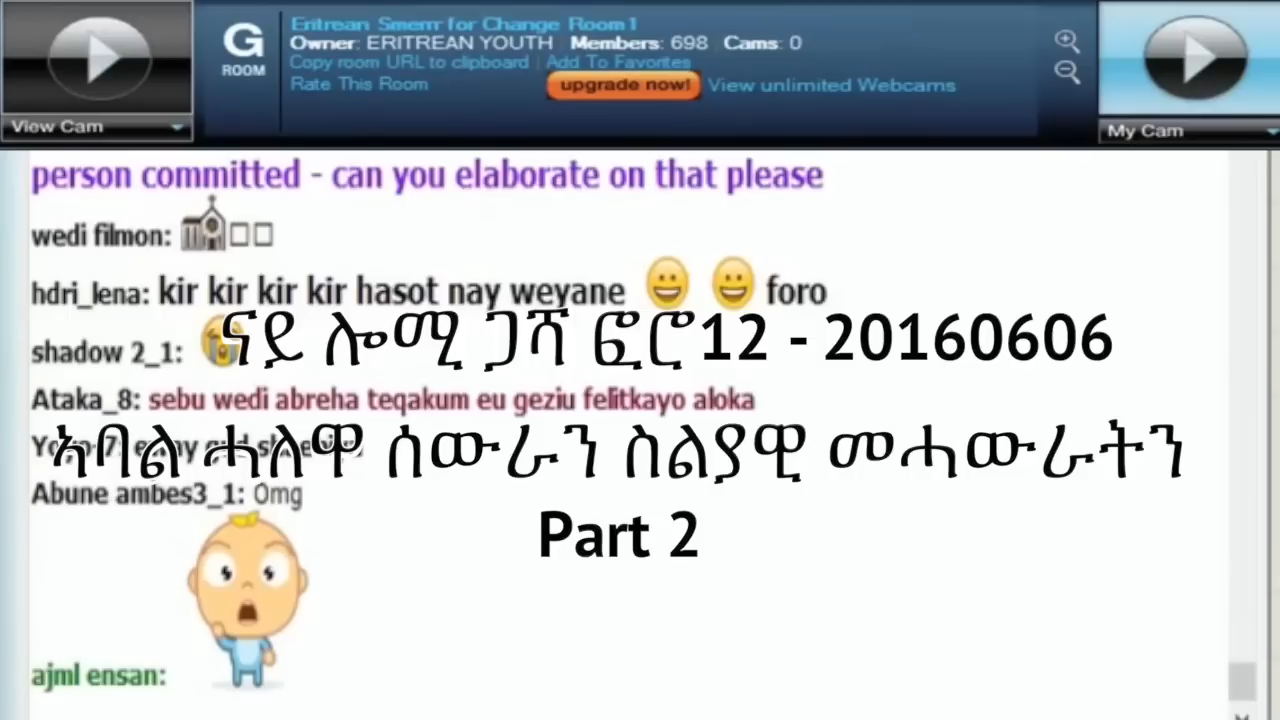 Eritrean Smerr for Change Room1
G ROOM
Owner: ERITREAN YOUTH Members: 698 Cams: 0
Copy room URL to clipboard | Add To Favorites
Rate This Room upgrade now! View unlimited Webcams
View Cam
My Cam
person committed - can you elaborate on that please
wedi filmon:
hdri_lena: kir kir kir kir hasot nay weyane foro
shadow 2_1:
ናይ ሎሚ ጋሻ ፎሮ12 - 20160606
Ataka_8: sebu wedi abreha teqakum eu geziu felitkayo aloka
ኣባል ሓለዋ ሰውራን ስልያዊ መሓውራትን
Abune ambes3_1: Omg
Part 2
ajml ensan: